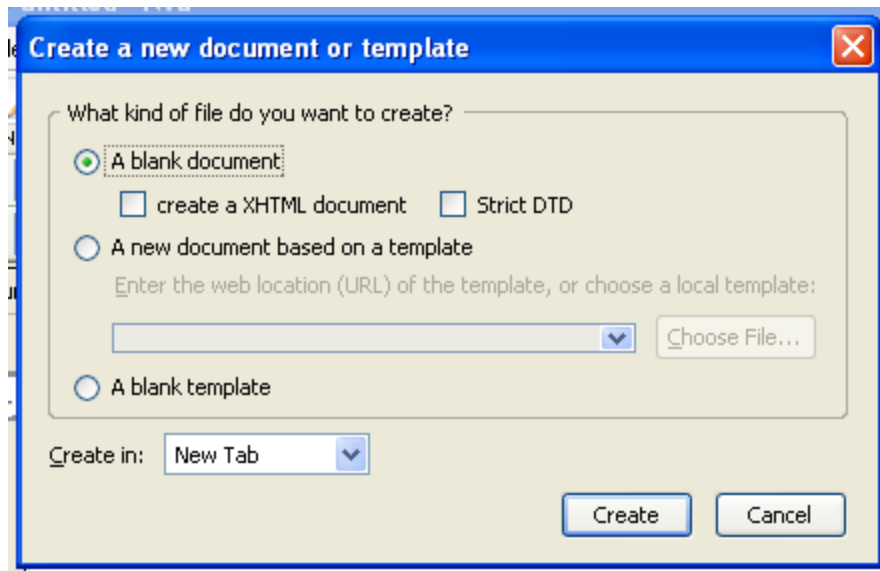 Create a new document or template
What kind of file do you want to create?
A blank document
create a XHTML document Strict DTD
A new document based on a template
Enter the web location (URL) of the template, or choose a local template:
Choose File...
A blank template
Create in: New Tab
Create Cancel